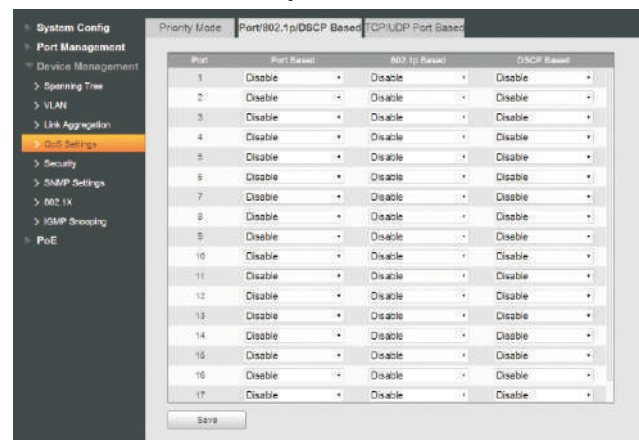 System Config
Port Management
Device Management
> Spanning Tree
> VLAN
> Link Aggregation
> QoS Settings
> Security
> SNMP Settings
> 802.1X
> IGMP Snooping
PoE
Priority Mode Port/802.1p/DSCP Based TCP/UDP Port Based
Port Port Based 802.1p Based DSCP Based
1 Disable Disable Disable
2 Disable Disable Disable
3 Disable Disable Disable
4 Disable Disable Disable
5 Disable Disable Disable
6 Disable Disable Disable
7 Disable Disable Disable
8 Disable Disable Disable
9 Disable Disable Disable
10 Disable Disable Disable
11 Disable Disable Disable
12 Disable Disable Disable
13 Disable Disable Disable
14 Disable Disable Disable
15 Disable Disable Disable
16 Disable Disable Disable
17 Disable Disable Disable
Save